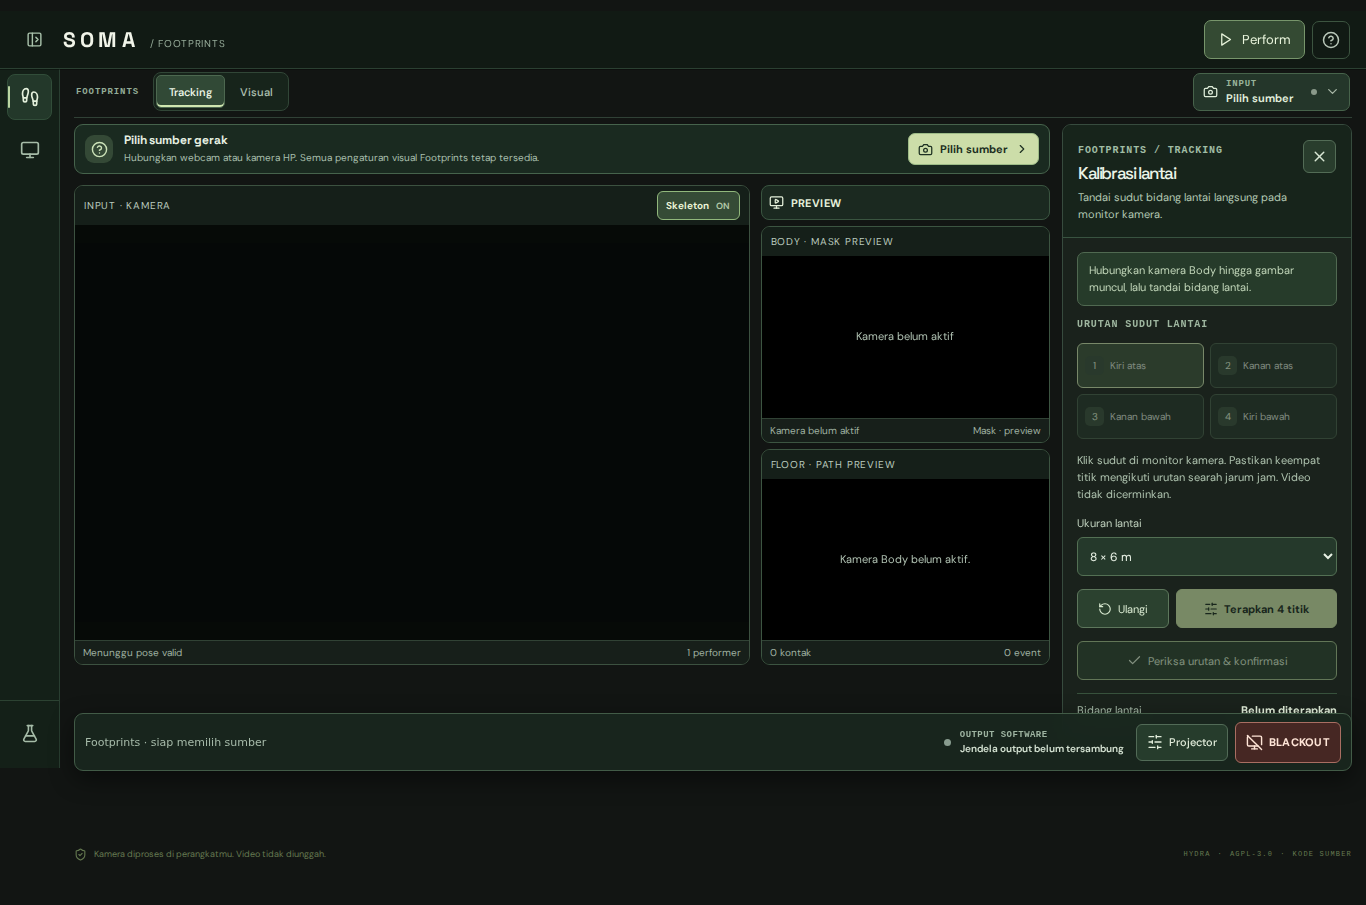 SOMA / FOOTPRINTS
Perform
FOOTPRINTS
Tracking
Visual
INPUT
Pilih sumber
Pilih sumber gerak
Hubungkan webcam atau kamera HP. Semua pengaturan visual Footprints tetap tersedia.
Pilih sumber
INPUT · KAMERA
Skeleton ON
Menunggu pose valid
1 performer
PREVIEW
BODY · MASK PREVIEW
Kamera belum aktif
Kamera belum aktif
Mask · preview
FLOOR · PATH PREVIEW
Kamera Body belum aktif.
0 kontak
0 event
FOOTPRINTS / TRACKING
Kalibrasi lantai
Tandai sudut bidang lantai langsung pada
monitor kamera.
Hubungkan kamera Body hingga gambar
muncul, lalu tandai bidang lantai.
URUTAN SUDUT LANTAI
1 Kiri atas
2 Kanan atas
3 Kanan bawah
4 Kiri bawah
Klik sudut di monitor kamera. Pastikan keempat
titik mengikuti urutan searah jarum jam. Video
tidak dicerminkan.
Ukuran lantai
8 × 6 m
Ulangi
Terapkan 4 titik
Periksa urutan & konfirmasi
Bidang lantai
Belum diterapkan
Footprints · siap memilih sumber
OUTPUT SOFTWARE
Jendela output belum tersambung
Projector
BLACKOUT
Kamera diproses di perangkatmu. Video tidak diunggah.
HYDRA · AGPL-3.0 · KODE SUMBER